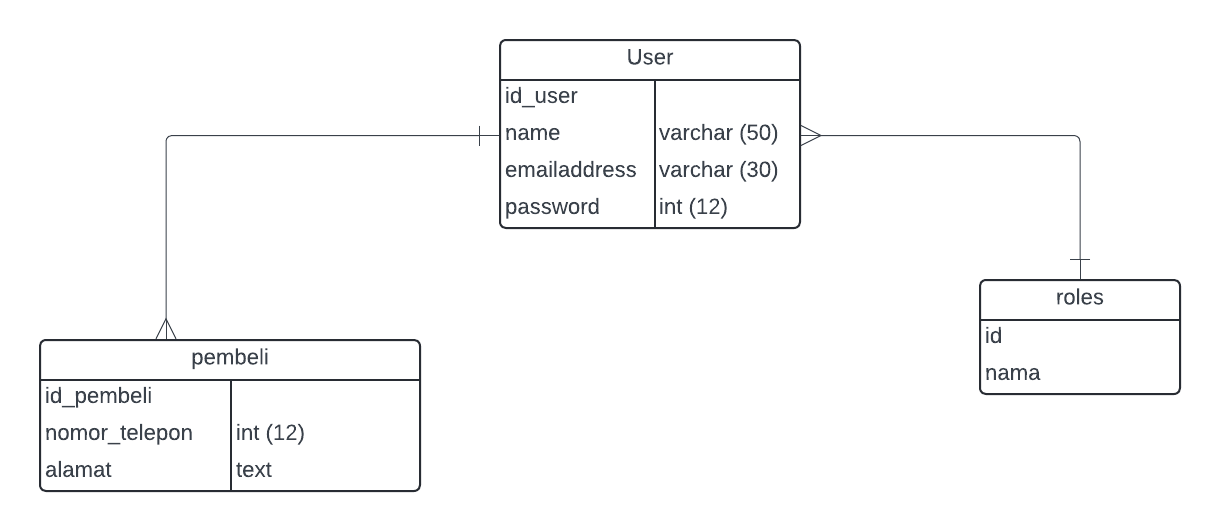 User
id_user
name varchar (50)
emailaddress varchar (30)
password int (12)
roles
id
nama
pembeli
id_pembeli
nomor_telepon int (12)
alamat text